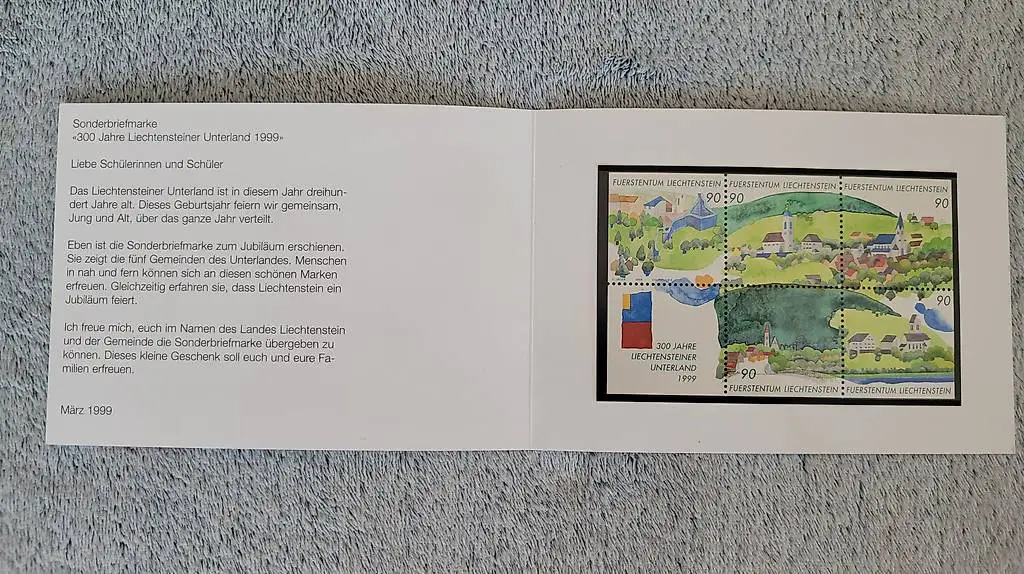 Sonderbriefmarke
«300 Jahre Liechtensteiner Unterland 1999»
Liebe Schülerinnen und Schüler
Das Liechtensteiner Unterland ist in diesem Jahr dreihun-
dert Jahre alt. Dieses Geburtsjahr feiern wir gemeinsam,
Jung und Alt, über das ganze Jahr verteilt.
Eben ist die Sonderbriefmarke zum Jubiläum erschienen.
Sie zeigt die fünf Gemeinden des Unterlandes. Menschen
in nah und fern können sich an diesen schönen Marken
erfreuen. Gleichzeitig erfahren sie, dass Liechtenstein ein
Jubiläum feiert.
Ich freue mich, euch im Namen des Landes Liechtenstein
und der Gemeinde die Sonderbriefmarke übergeben zu
können. Dieses kleine Geschenk soll euch und eure Fa-
milien erfreuen.
März 1999
FUERSTENTUM LIECHTENSTEIN
90
FUERSTENTUM LIECHTENSTEIN
90
FUERSTENTUM LIECHTENSTEIN
90
300 JAHRE
LIECHTENSTEINER
UNTERLAND
1999
90
FUERSTENTUM LIECHTENSTEIN
90
FUERSTENTUM LIECHTENSTEIN